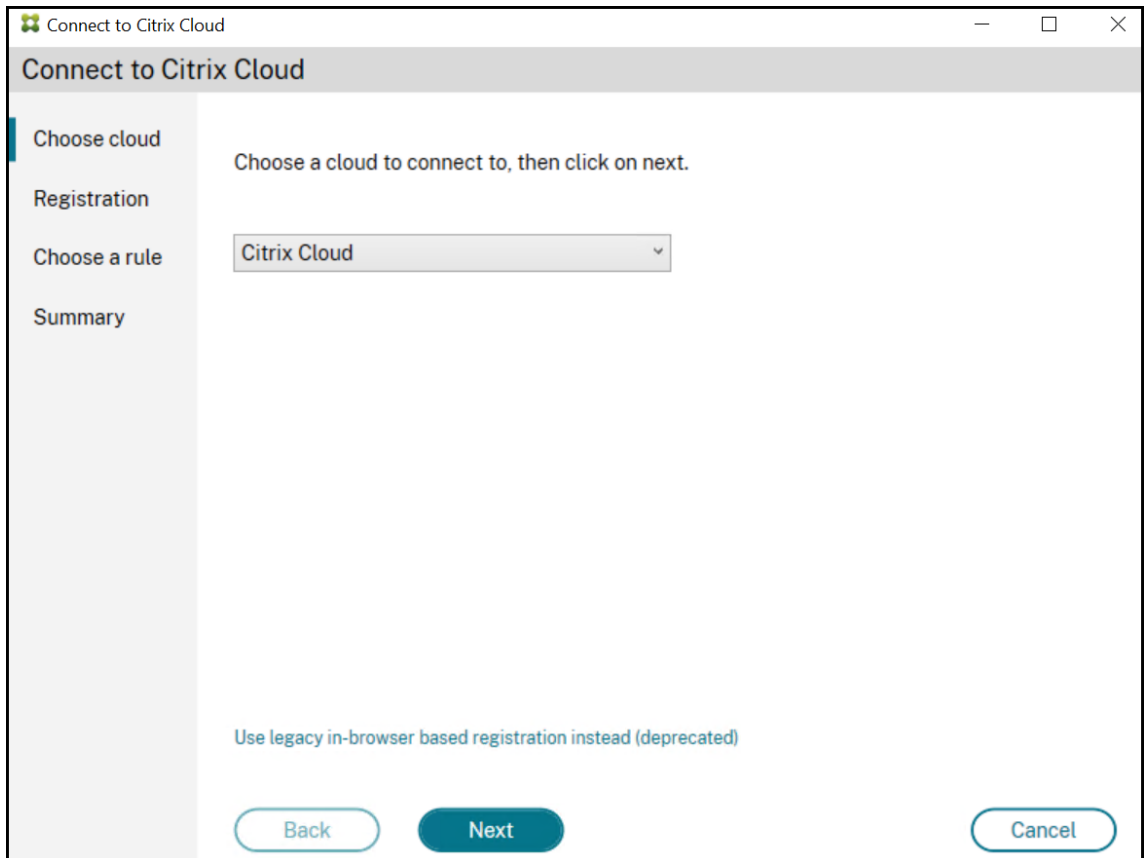 Connect to Citrix Cloud
Connect to Citrix Cloud
Choose cloud
Registration
Choose a rule
Summary
Choose a cloud to connect to, then click on next.
Citrix Cloud
Use legacy in-browser based registration instead (deprecated)
Back
Next
Cancel